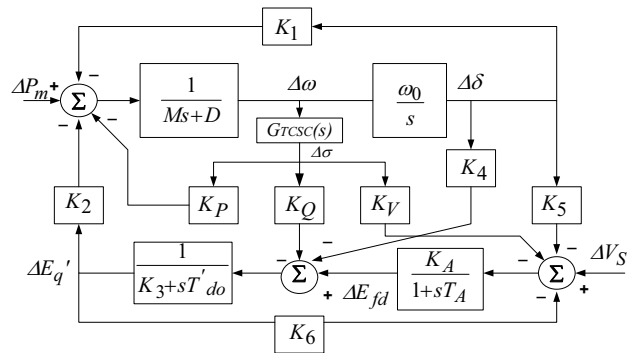 K1
ΔPm + − − −
Σ
1
Ms+D
Δω
ω0
s
Δδ
GTCSC(s)
Δσ
K4
K2
KP
KQ
KV
K5
ΔEq'
1
K3+sT'do
− −
Σ
+
ΔEfd
KA
1+sTA
− − −
Σ
+
ΔVS
K6